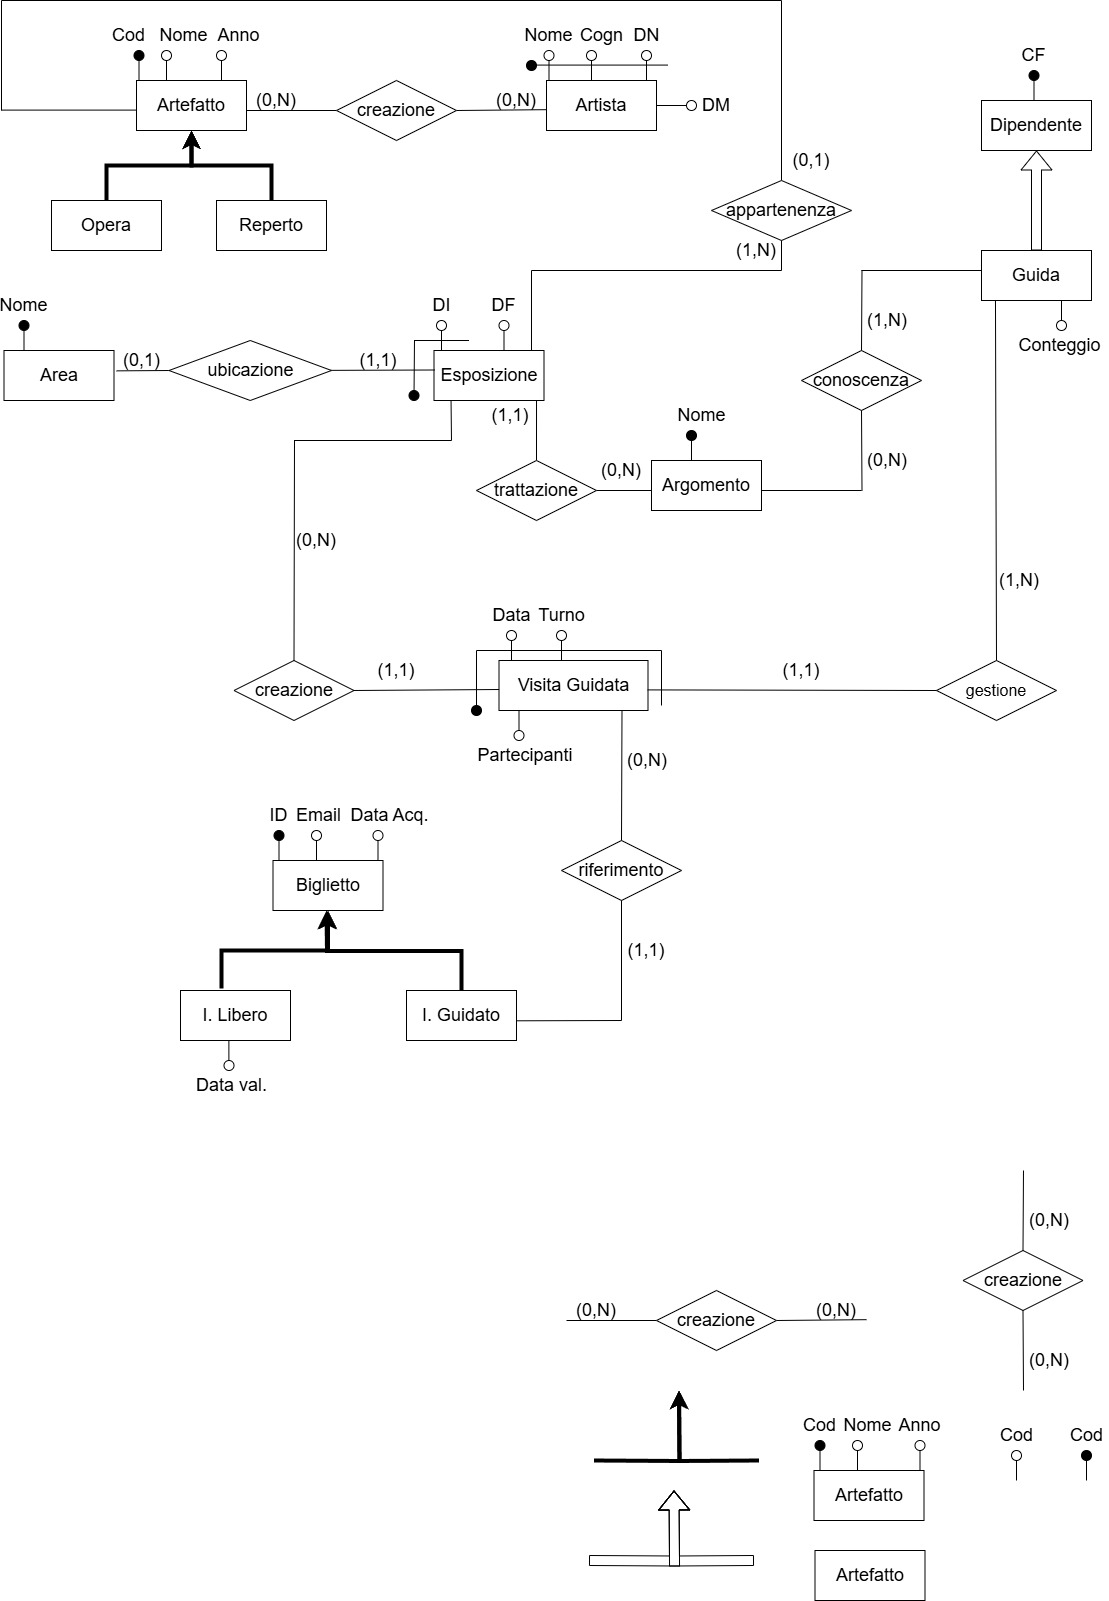 Cod Nome Anno
Nome Cogn DN
CF
Artefatto
(0,N)
creazione
(0,N)
Artista
DM
Dipendente
(0,1)
Opera
Reperto
appartenenza
(1,N)
Guida
Conteggio
Nome
DI
DF
(1,N)
Area
(0,1)
ubicazione
(1,1)
Esposizione
conoscenza
(1,1)
Nome
(0,N)
trattazione
(0,N)
Argomento
(0,N)
(1,N)
Data Turno
creazione
(1,1)
Visita Guidata
(1,1)
gestione
Partecipanti
(0,N)
ID Email Data Acq.
Biglietto
riferimento
(1,1)
I. Libero
I. Guidato
Data val.
(0,N)
creazione
(0,N)
(0,N)
creazione
(0,N)
Cod Nome Anno
Cod
Cod
Artefatto
Artefatto